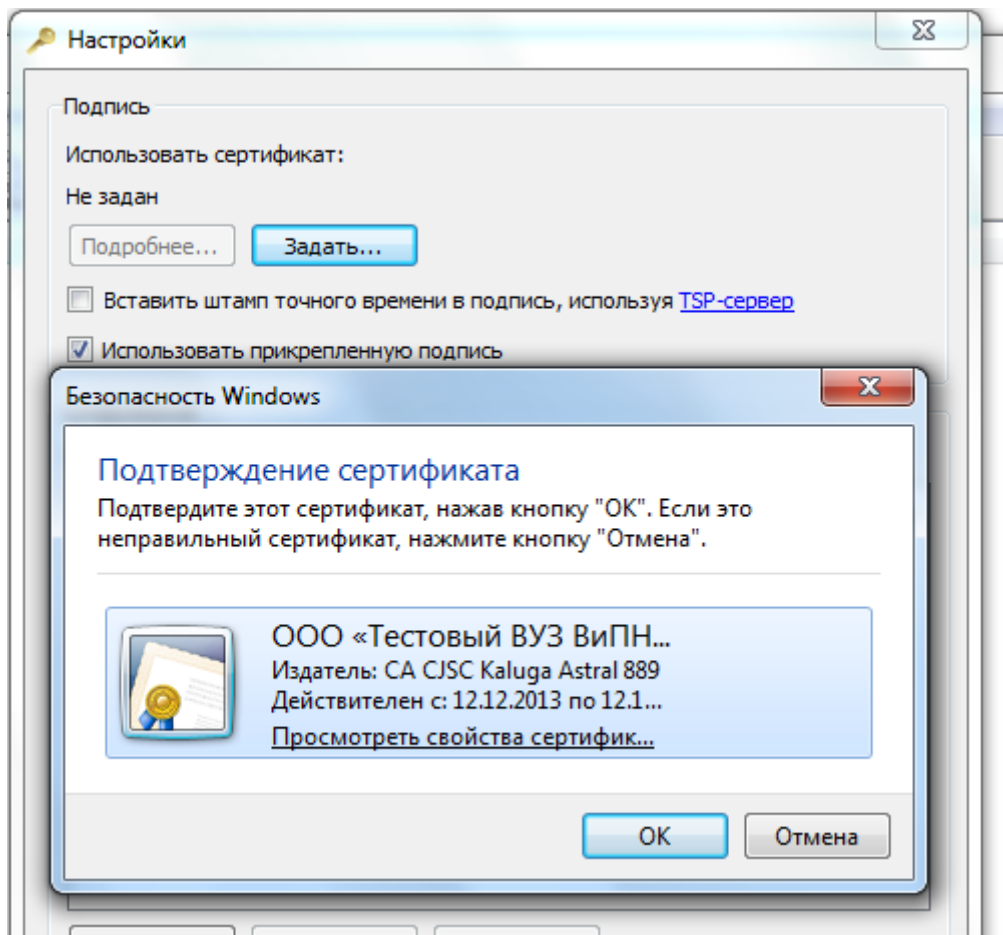 Настройки
Подпись
Использовать сертификат:
Не задан
Подробнее...
Задать...
Вставить штамп точного времени в подпись, используя TSP-сервер
Использовать прикрепленную подпись
Безопасность Windows
Подтверждение сертификата
Подтвердите этот сертификат, нажав кнопку "ОК". Если это
неправильный сертификат, нажмите кнопку "Отмена".
ООО «Тестовый ВУЗ ВиПН...
Издатель: CA CJSC Kaluga Astral 889
Действителен с: 12.12.2013 по 12.1...
Просмотреть свойства сертифик...
ОК
Отмена